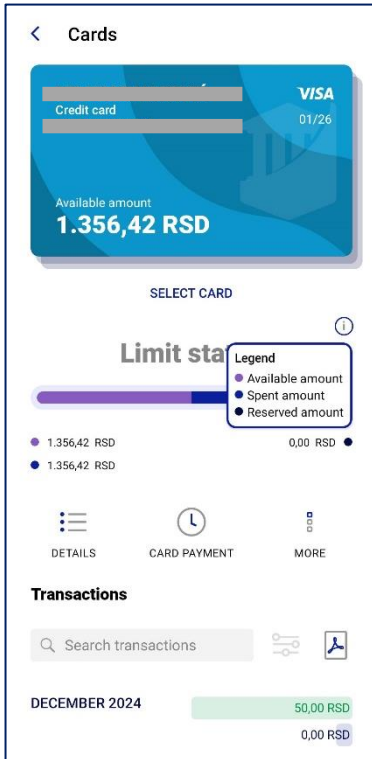 Cards
VISA
Credit card
01/26
Available amount
1.356,42 RSD
SELECT CARD
Limit sta
Legend
Available amount
Spent amount
Reserved amount
1.356,42 RSD
0,00 RSD
1.356,42 RSD
DETAILS
CARD PAYMENT
MORE
Transactions
Search transactions
DECEMBER 2024
50,00 RSD
0,00 RSD